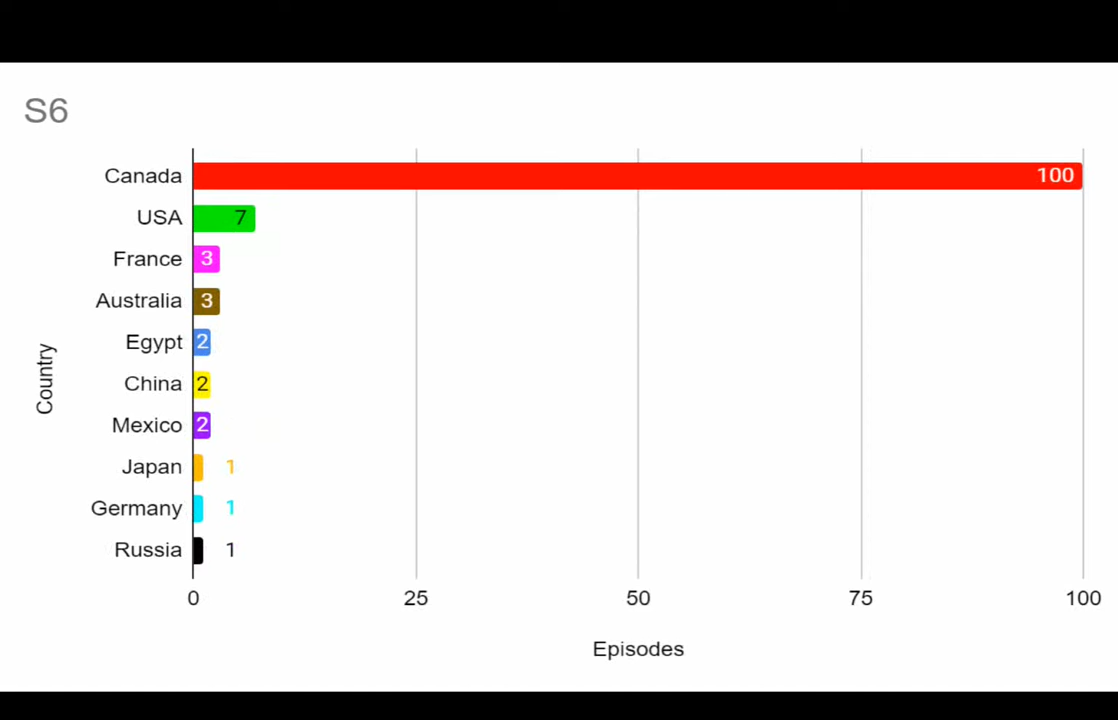 S6
Country
Canada 100
USA 7
France 3
Australia 3
Egypt 2
China 2
Mexico 2
Japan 1
Germany 1
Russia 1
0 25 50 75 100
Episodes